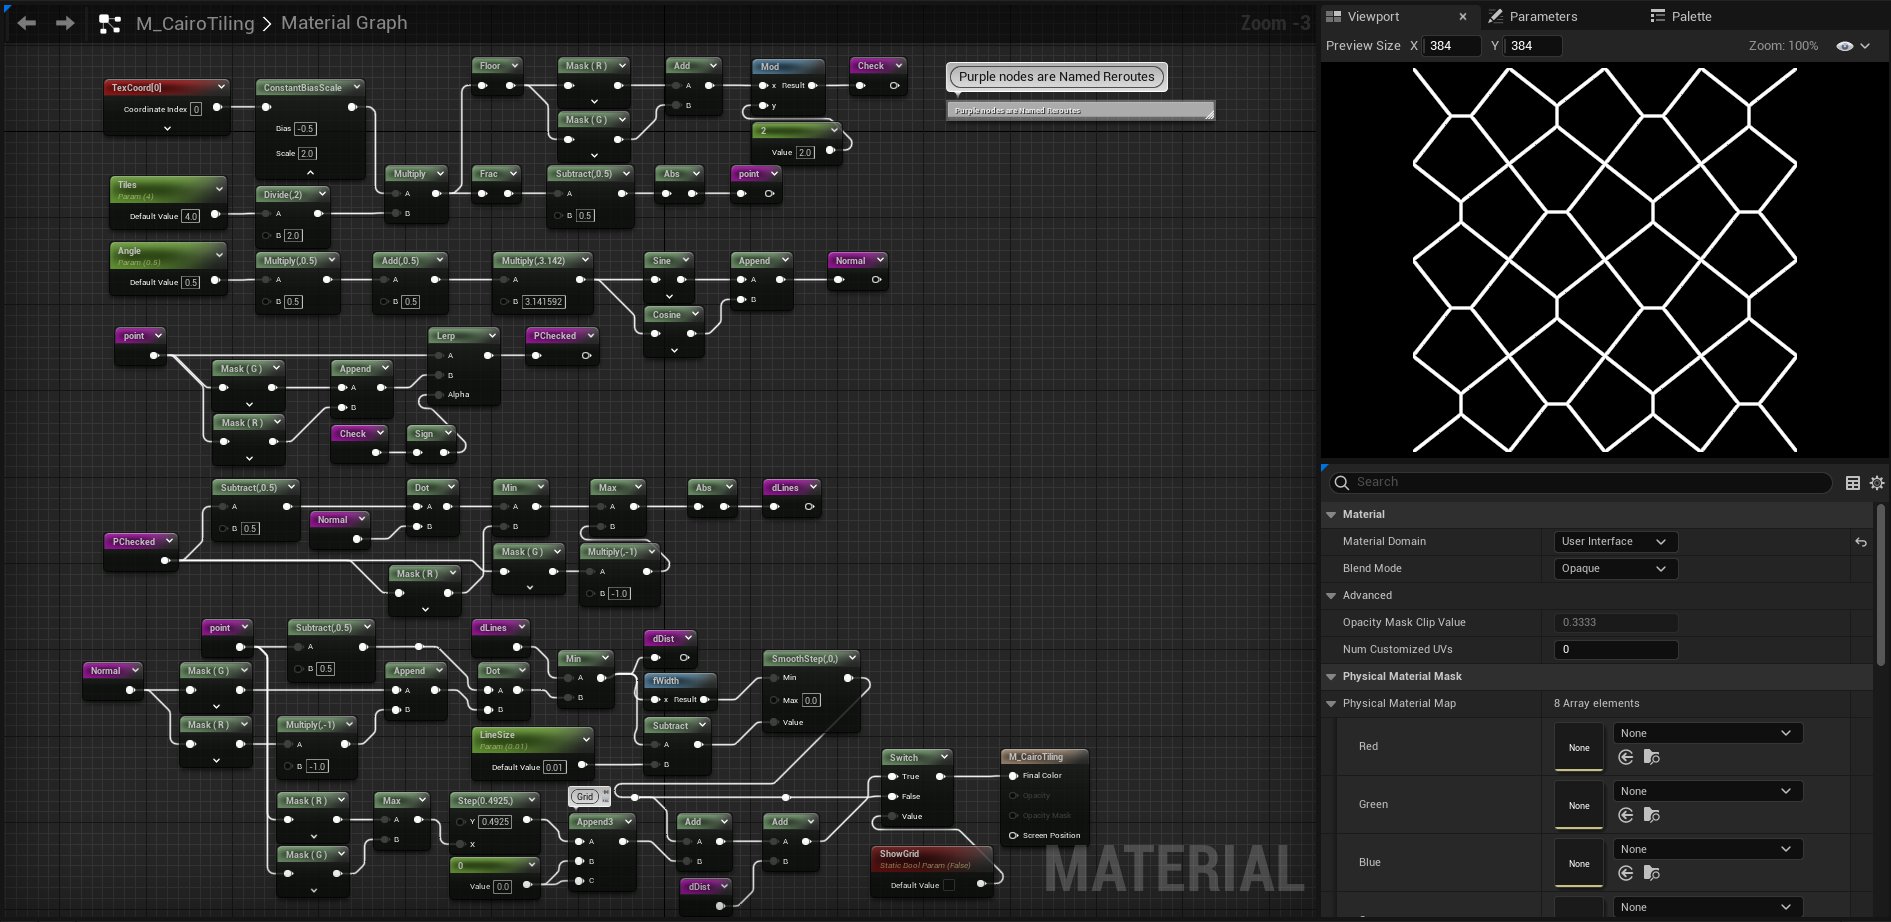 M_CairoTiling > Material Graph
Zoom -3
TexCoord[0]
Coordinate Index 0
ConstantBiasScale
Bias -0.5
Scale 2.0
Floor
Mask ( R )
Mask ( G )
Add
A
B
Mod
x Result
y
2
Value 2.0
Check
Purple nodes are Named Reroutes
Purple nodes are Named Reroutes
Tiles
Param (4)
Default Value 4.0
Divide(,2)
A
B 2.0
Multiply
A
B
Frac
Subtract(,0.5)
A
B 0.5
Abs
point
Angle
Param (0.5)
Default Value 0.5
Multiply(,0.5)
A
B 0.5
Add(,0.5)
A
B 0.5
Multiply(,3.142)
A
B 3.141592
Sine
Cosine
Append
A
B
Normal
point
Mask ( G )
Mask ( R )
Append
A
B
Check
Sign
Lerp
A
B
Alpha
PChecked
PChecked
Subtract(,0.5)
A
B 0.5
Normal
Dot
A
B
Mask ( R )
Min
A
B
Mask ( G )
Max
A
B
Multiply(,-1)
A
B -1.0
Abs
dLines
point
Normal
Subtract(,0.5)
A
B 0.5
Mask ( G )
Mask ( R )
Multiply(,-1)
A
B -1.0
Append
A
B
dLines
Dot
A
B
Min
A
B
dDist
fWidth
x Result
Subtract
A
B
LineSize
Param (0.01)
Default Value 0.01
SmoothStep(,0,)
Min
Max 0.0
Value
Mask ( R )
Mask ( G )
Max
A
B
Step(0.4925,)
Y 0.4925
X
0
Value 0.0
Grid
Append3
A
B
C
Add
A
B
dDist
Add
A
B
Switch
True
False
Value
ShowGrid
Static Bool Param (False)
Default Value
M_CairoTiling
Final Color
Opacity
Opacity Mask
Screen Position
MATERIAL
Viewport ×
Parameters
Palette
Preview Size X 384 Y 384
Zoom: 100%
Search
Material
Material Domain User Interface
Blend Mode Opaque
Advanced
Opacity Mask Clip Value 0.3333
Num Customized UVs 0
Physical Material Mask
Physical Material Map 8 Array elements
Red None None
Green None None
Blue None None
None